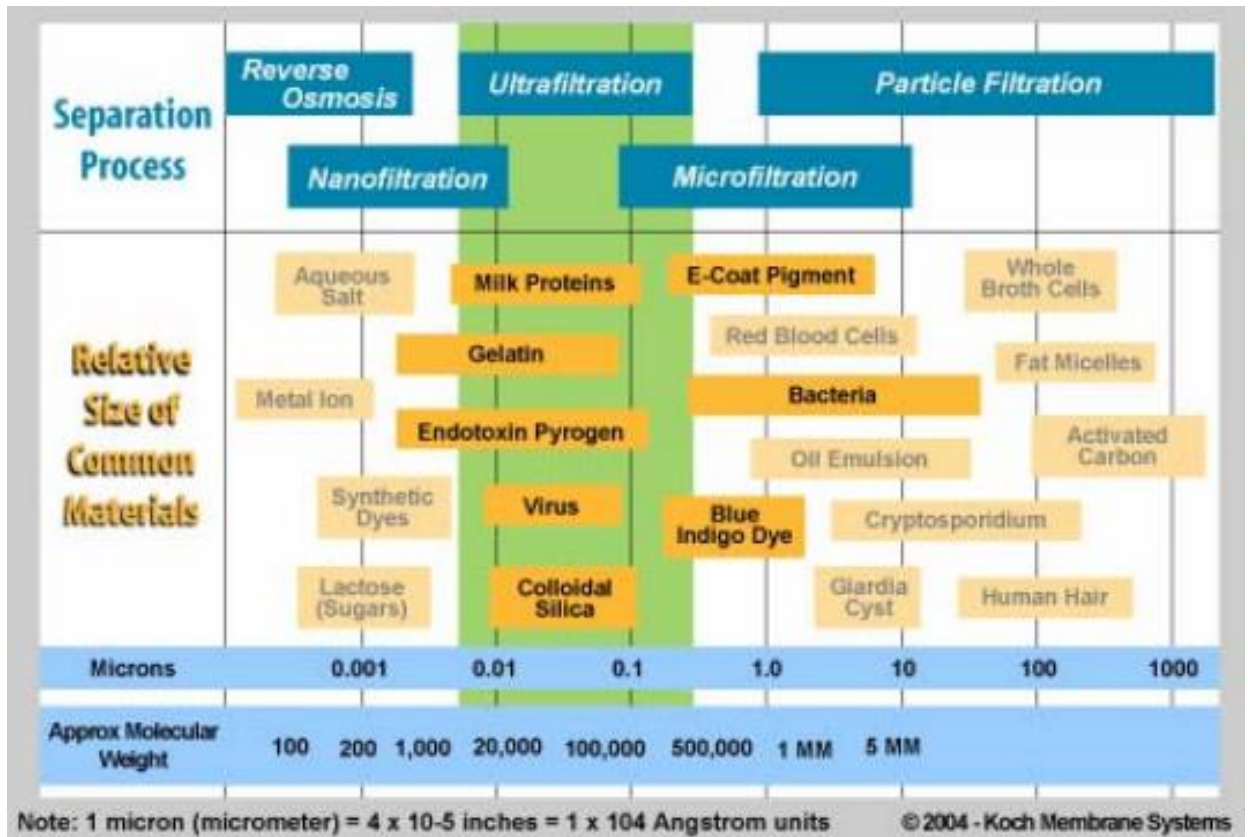 Separation
Process
Reverse
Osmosis
Ultrafiltration
Particle Filtration
Nanofiltration
Microfiltration
Relative
Size of
Common
Materials
Aqueous
Salt
Milk Proteins
E-Coat Pigment
Whole
Broth Cells
Gelatin
Red Blood Cells
Fat Micelles
Metal Ion
Bacteria
Endotoxin Pyrogen
Oil Emulsion
Activated
Carbon
Synthetic
Dyes
Virus
Blue
Indigo Dye
Cryptosporidium
Lactose
(Sugars)
Colloidal
Silica
Giardia
Cyst
Human Hair
Microns 0.001 0.01 0.1 1.0 10 100 1000
Approx Molecular
Weight
100 200 1,000 20,000 100,000 500,000 1 MM 5 MM
Note: 1 micron (micrometer) = 4 x 10-5 inches = 1 x 104 Angstrom units © 2004 - Koch Membrane Systems